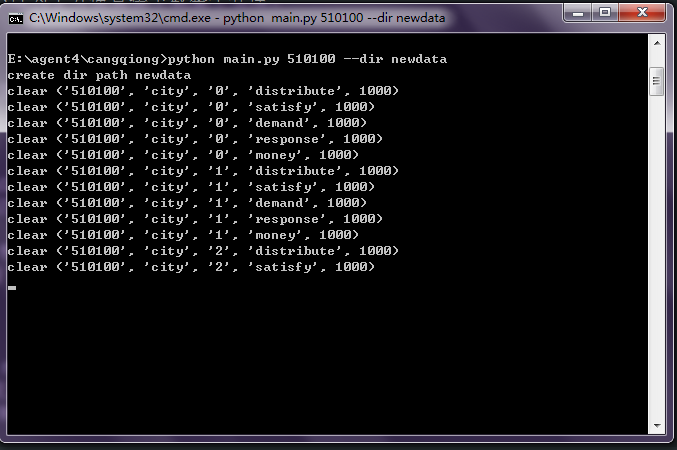 C:\Windows\system32\cmd.exe - python  main.py 510100 --dir newdata
E:\agent4\cangqiong>python main.py 510100 --dir newdata
create dir path newdata
clear ('510100', 'city', '0', 'distribute', 1000)
clear ('510100', 'city', '0', 'satisfy', 1000)
clear ('510100', 'city', '0', 'demand', 1000)
clear ('510100', 'city', '0', 'response', 1000)
clear ('510100', 'city', '0', 'money', 1000)
clear ('510100', 'city', '1', 'distribute', 1000)
clear ('510100', 'city', '1', 'satisfy', 1000)
clear ('510100', 'city', '1', 'demand', 1000)
clear ('510100', 'city', '1', 'response', 1000)
clear ('510100', 'city', '1', 'money', 1000)
clear ('510100', 'city', '2', 'distribute', 1000)
clear ('510100', 'city', '2', 'satisfy', 1000)